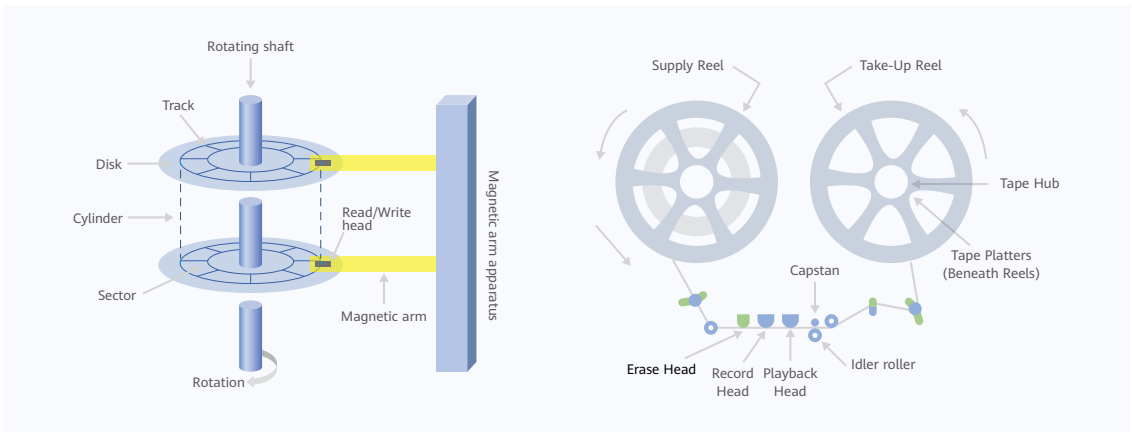 Rotating shaft
Track
Disk
Cylinder
Read/Write
head
Sector
Magnetic arm
Rotation
Magnetic arm apparatus
Supply Reel
Take-Up Reel
Tape Hub
Tape Platters
(Beneath Reels)
Capstan
Idler roller
Erase Head
Record
Head
Playback
Head